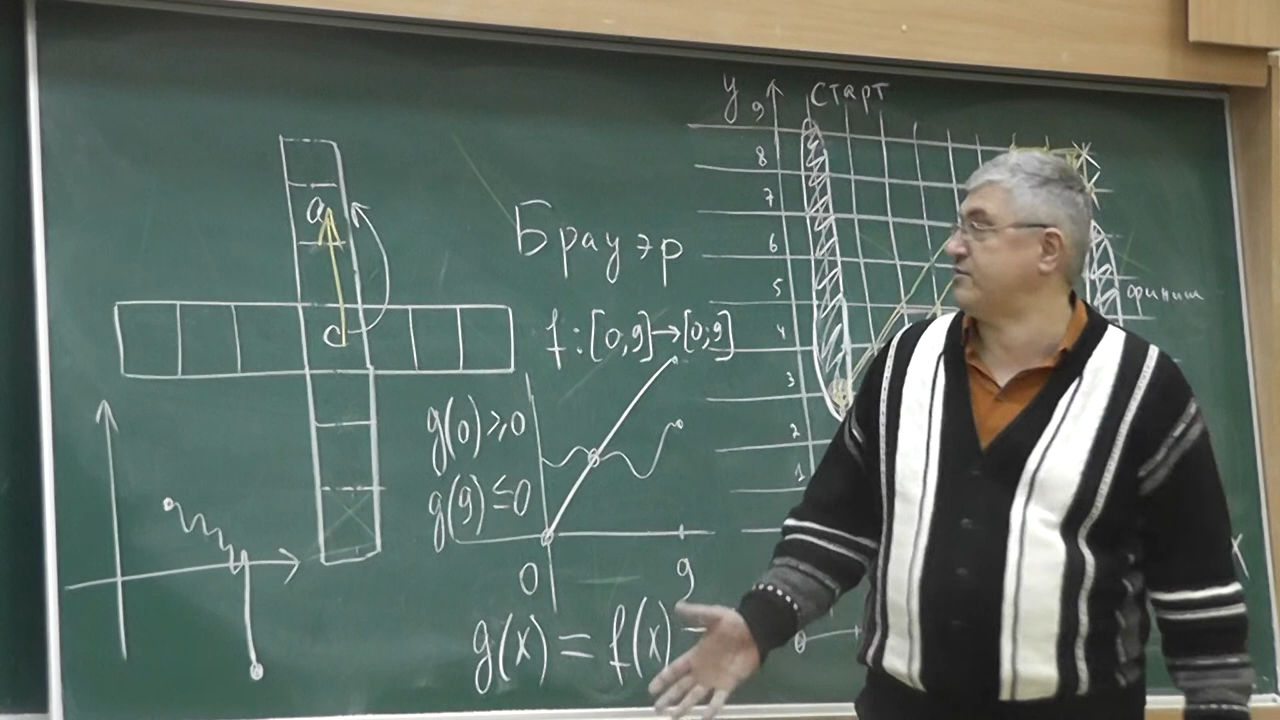 a
c
Брауэр
f : [0,9] → [0;9]
g(0) ⩾ 0
g(9) ≤ 0
0 9
g(x) = f(x) −
y СТАРТ
9
8
7
6
5
4
3
2
1
0
финиш